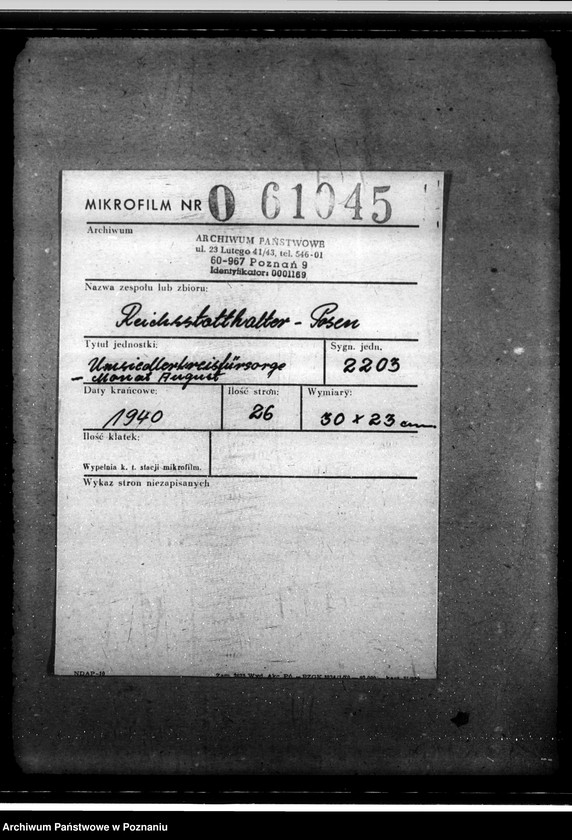 MIKROFILM NR 0 61045
Archiwum
ARCHIWUM PAŃSTWOWE
ul. 23 Lutego 41/43, tel. 546-01
60-967 Poznań 9
Identyfikator: 0001169
Nazwa zespołu lub zbioru:
Reichsstatthalter - Posen
Tytuł jednostki:
Sygn. jedn.
Umsiedlerkreisfürsorge
- Monat August
2203
Daty krańcowe:
Ilość stron:
Wymiary:
1940
26
30 x 23 cm
Ilość klatek:
Wypełnia k. t. stacji mikrofilm.
Wykaz stron niezapisanych
NDAP-18
Archiwum Państwowe w Poznaniu